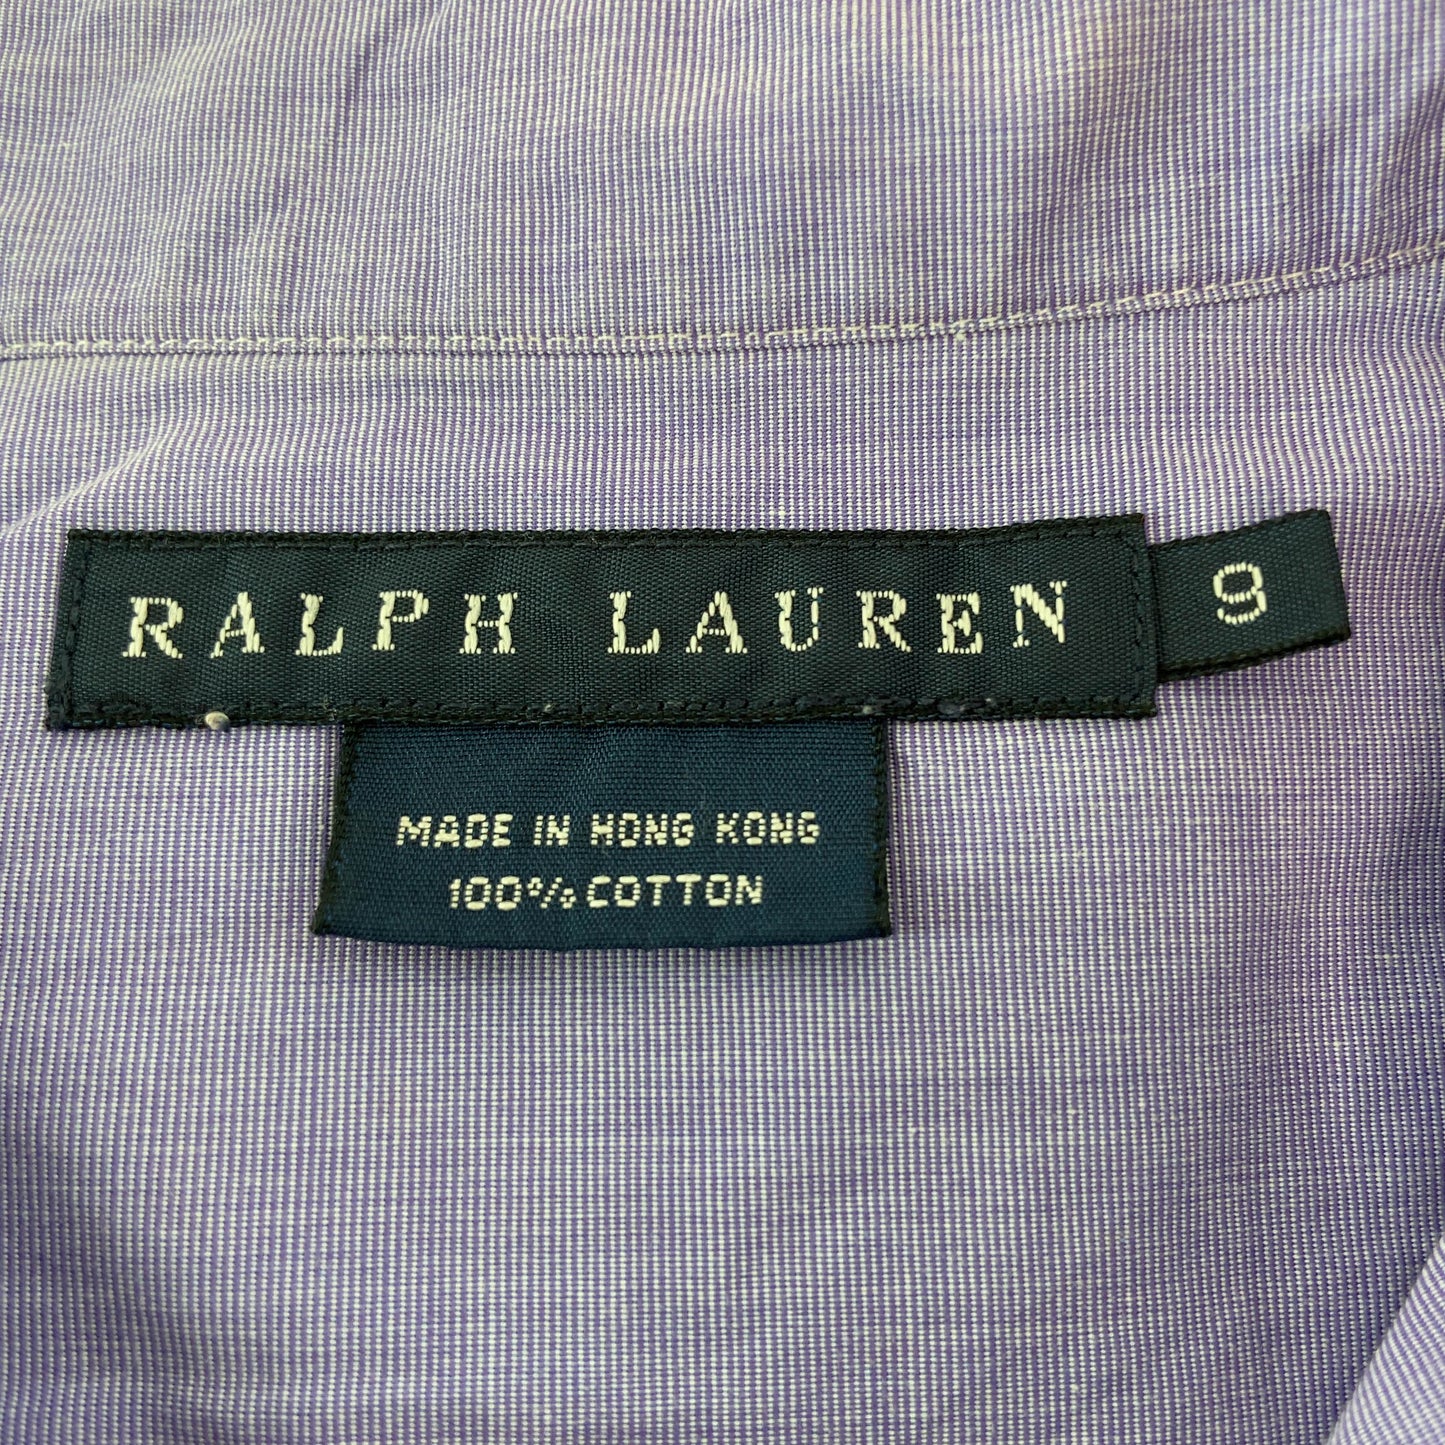 RALPH LAUREN 9
MADE IN HONG KONG
100% COTTON